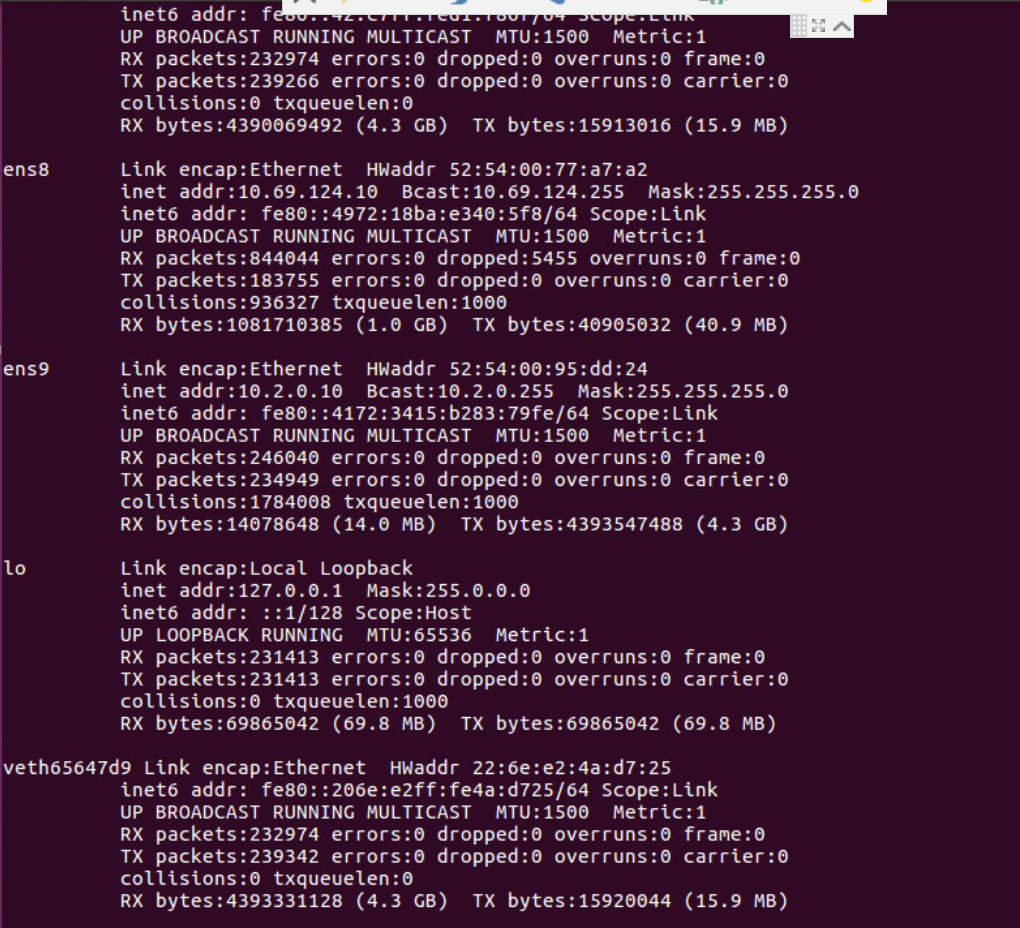 inet6 addr: Scope:Link
UP BROADCAST RUNNING MULTICAST  MTU:1500  Metric:1
RX packets:232974 errors:0 dropped:0 overruns:0 frame:0
TX packets:239266 errors:0 dropped:0 overruns:0 carrier:0
collisions:0 txqueuelen:0
RX bytes:4390069492 (4.3 GB)  TX bytes:15913016 (15.9 MB)
ens8      Link encap:Ethernet  HWaddr 52:54:00:77:a7:a2
inet addr:10.69.124.10  Bcast:10.69.124.255  Mask:255.255.255.0
inet6 addr: fe80::4972:18ba:e340:5f8/64 Scope:Link
UP BROADCAST RUNNING MULTICAST  MTU:1500  Metric:1
RX packets:844044 errors:0 dropped:5455 overruns:0 frame:0
TX packets:183755 errors:0 dropped:0 overruns:0 carrier:0
collisions:936327 txqueuelen:1000
RX bytes:1081710385 (1.0 GB)  TX bytes:40905032 (40.9 MB)
ens9      Link encap:Ethernet  HWaddr 52:54:00:95:dd:24
inet addr:10.2.0.10  Bcast:10.2.0.255  Mask:255.255.255.0
inet6 addr: fe80::4172:3415:b283:79fe/64 Scope:Link
UP BROADCAST RUNNING MULTICAST  MTU:1500  Metric:1
RX packets:246040 errors:0 dropped:0 overruns:0 frame:0
TX packets:234949 errors:0 dropped:0 overruns:0 carrier:0
collisions:1784008 txqueuelen:1000
RX bytes:14078648 (14.0 MB)  TX bytes:4393547488 (4.3 GB)
lo        Link encap:Local Loopback
inet addr:127.0.0.1  Mask:255.0.0.0
inet6 addr: ::1/128 Scope:Host
UP LOOPBACK RUNNING  MTU:65536  Metric:1
RX packets:231413 errors:0 dropped:0 overruns:0 frame:0
TX packets:231413 errors:0 dropped:0 overruns:0 carrier:0
collisions:0 txqueuelen:1000
RX bytes:69865042 (69.8 MB)  TX bytes:69865042 (69.8 MB)
veth65647d9 Link encap:Ethernet  HWaddr 22:6e:e2:4a:d7:25
inet6 addr: fe80::206e:e2ff:fe4a:d725/64 Scope:Link
UP BROADCAST RUNNING MULTICAST  MTU:1500  Metric:1
RX packets:232974 errors:0 dropped:0 overruns:0 frame:0
TX packets:239342 errors:0 dropped:0 overruns:0 carrier:0
collisions:0 txqueuelen:0
RX bytes:4393331128 (4.3 GB)  TX bytes:15920044 (15.9 MB)